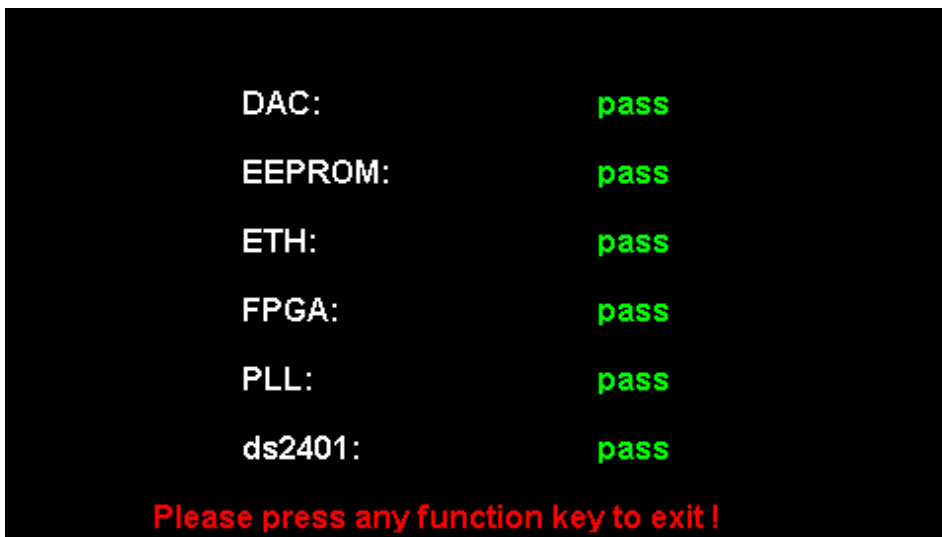 DAC: pass
EEPROM: pass
ETH: pass
FPGA: pass
PLL: pass
ds2401: pass
Please press any function key to exit !